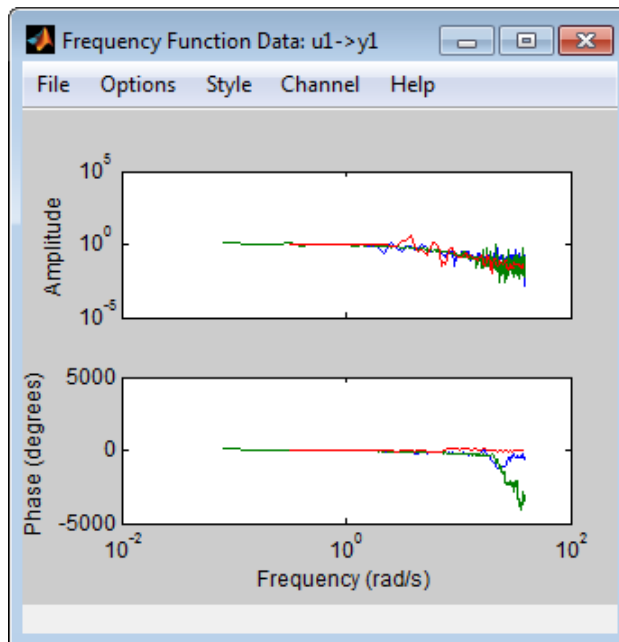 Frequency Function Data: u1->y1
File Options Style Channel Help
Amplitude
10^5
10^0
10^-5
Phase (degrees)
5000
0
-5000
10^-2
10^0
10^2
Frequency (rad/s)